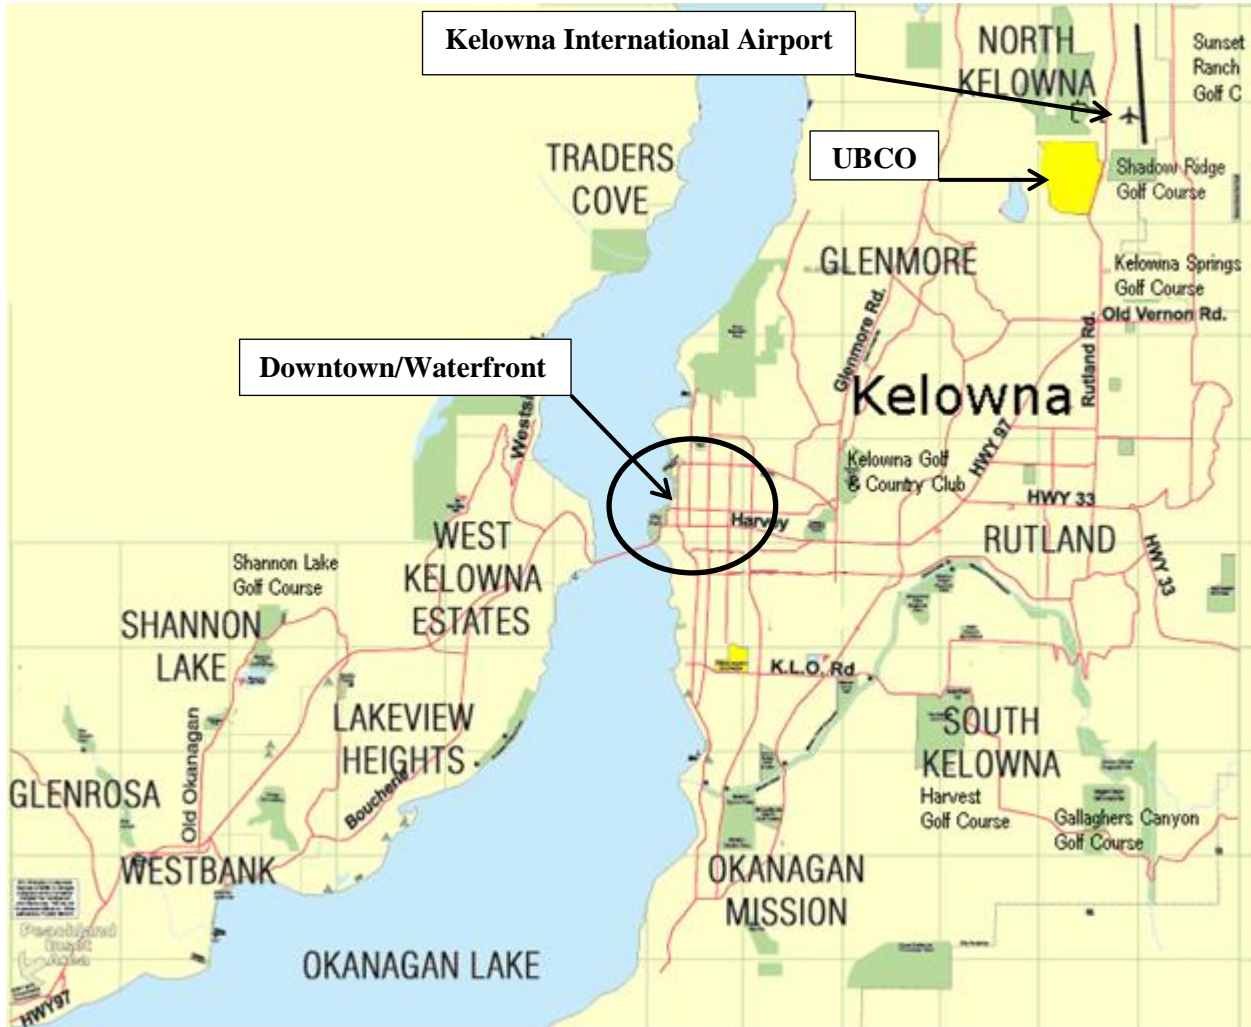 Kelowna International Airport
NORTH
KELOWNA
Sunset
Ranch
Golf C
UBCO
TRADERS
COVE
Shadow Ridge
Golf Course
GLENMORE
Kelowna Springs
Golf Course
Old Vernon Rd.
Glenmore Rd.
Rutland Rd.
Downtown/Waterfront
Kelowna
HWY 97
Kelowna Golf
& Country Club
HWY 33
Harvey
RUTLAND
HWY 33
WEST
KELOWNA
ESTATES
Shannon Lake
Golf Course
SHANNON
LAKE
K.L.O. Rd
LAKEVIEW
HEIGHTS
SOUTH
KELOWNA
Old Okanagan
GLENROSA
Boucherie
Harvest
Golf Course
Gallaghers Canyon
Golf Course
WESTBANK
OKANAGAN
MISSION
Peachland
Inset
Area
OKANAGAN LAKE
HWY97